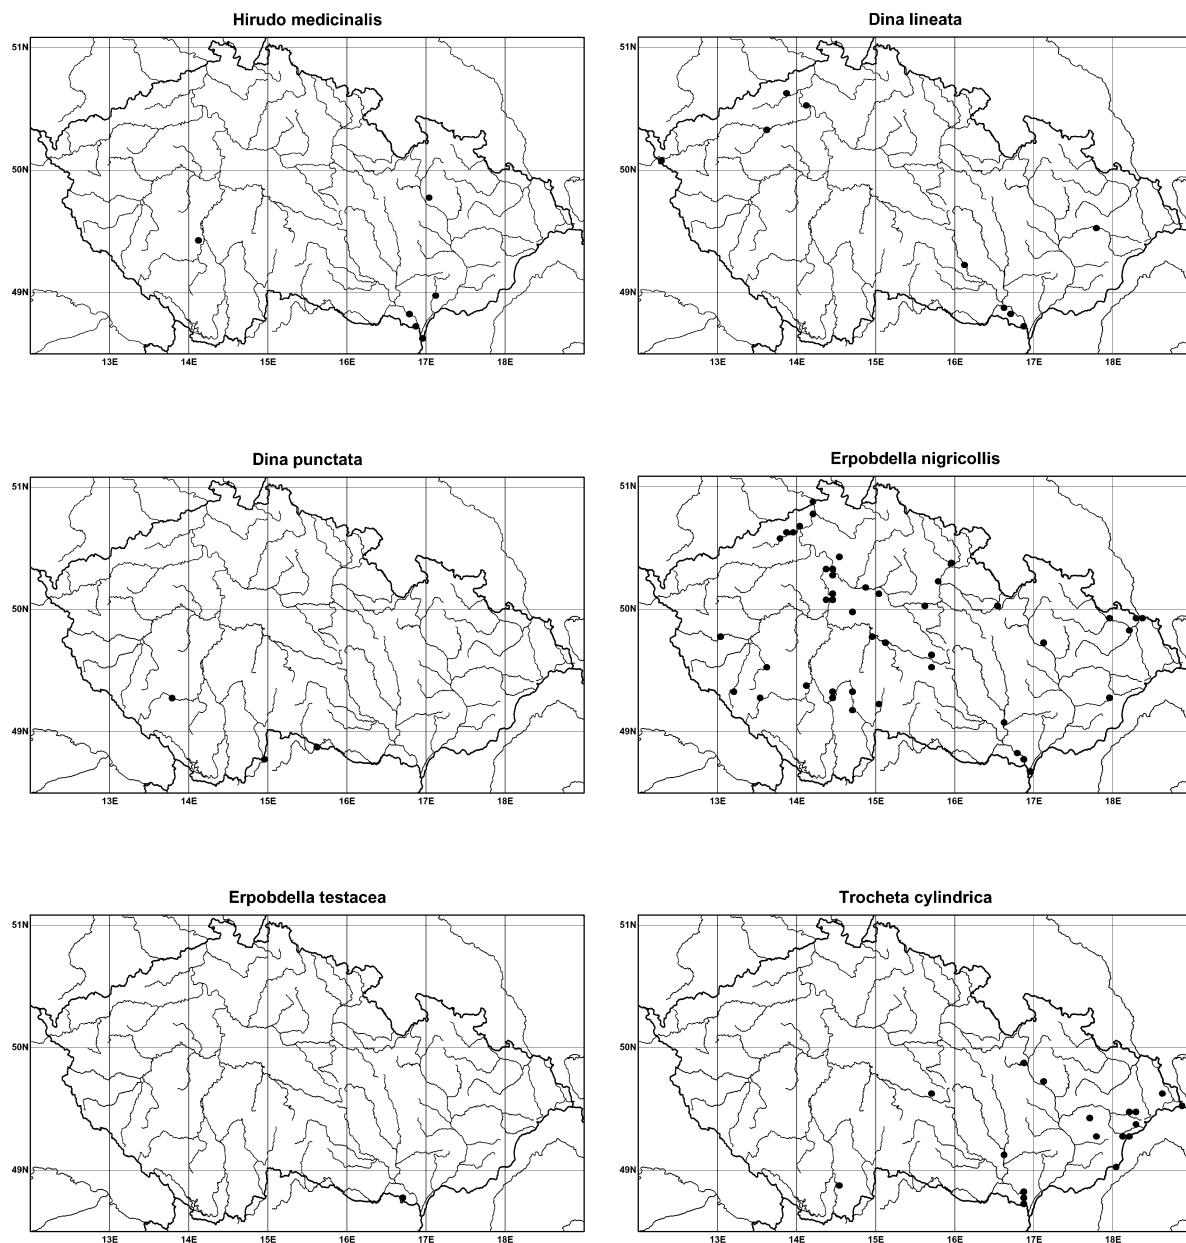 Hirudo medicinalis
51N
50N
49N
13E 14E 15E 16E 17E 18E
Dina lineata
51N
50N
49N
13E 14E 15E 16E 17E 18E
Dina punctata
51N
50N
49N
13E 14E 15E 16E 17E 18E
Erpobdella nigricollis
51N
50N
49N
13E 14E 15E 16E 17E 18E
Erpobdella testacea
51N
50N
49N
13E 14E 15E 16E 17E 18E
Trocheta cylindrica
51N
50N
49N
13E 14E 15E 16E 17E 18E